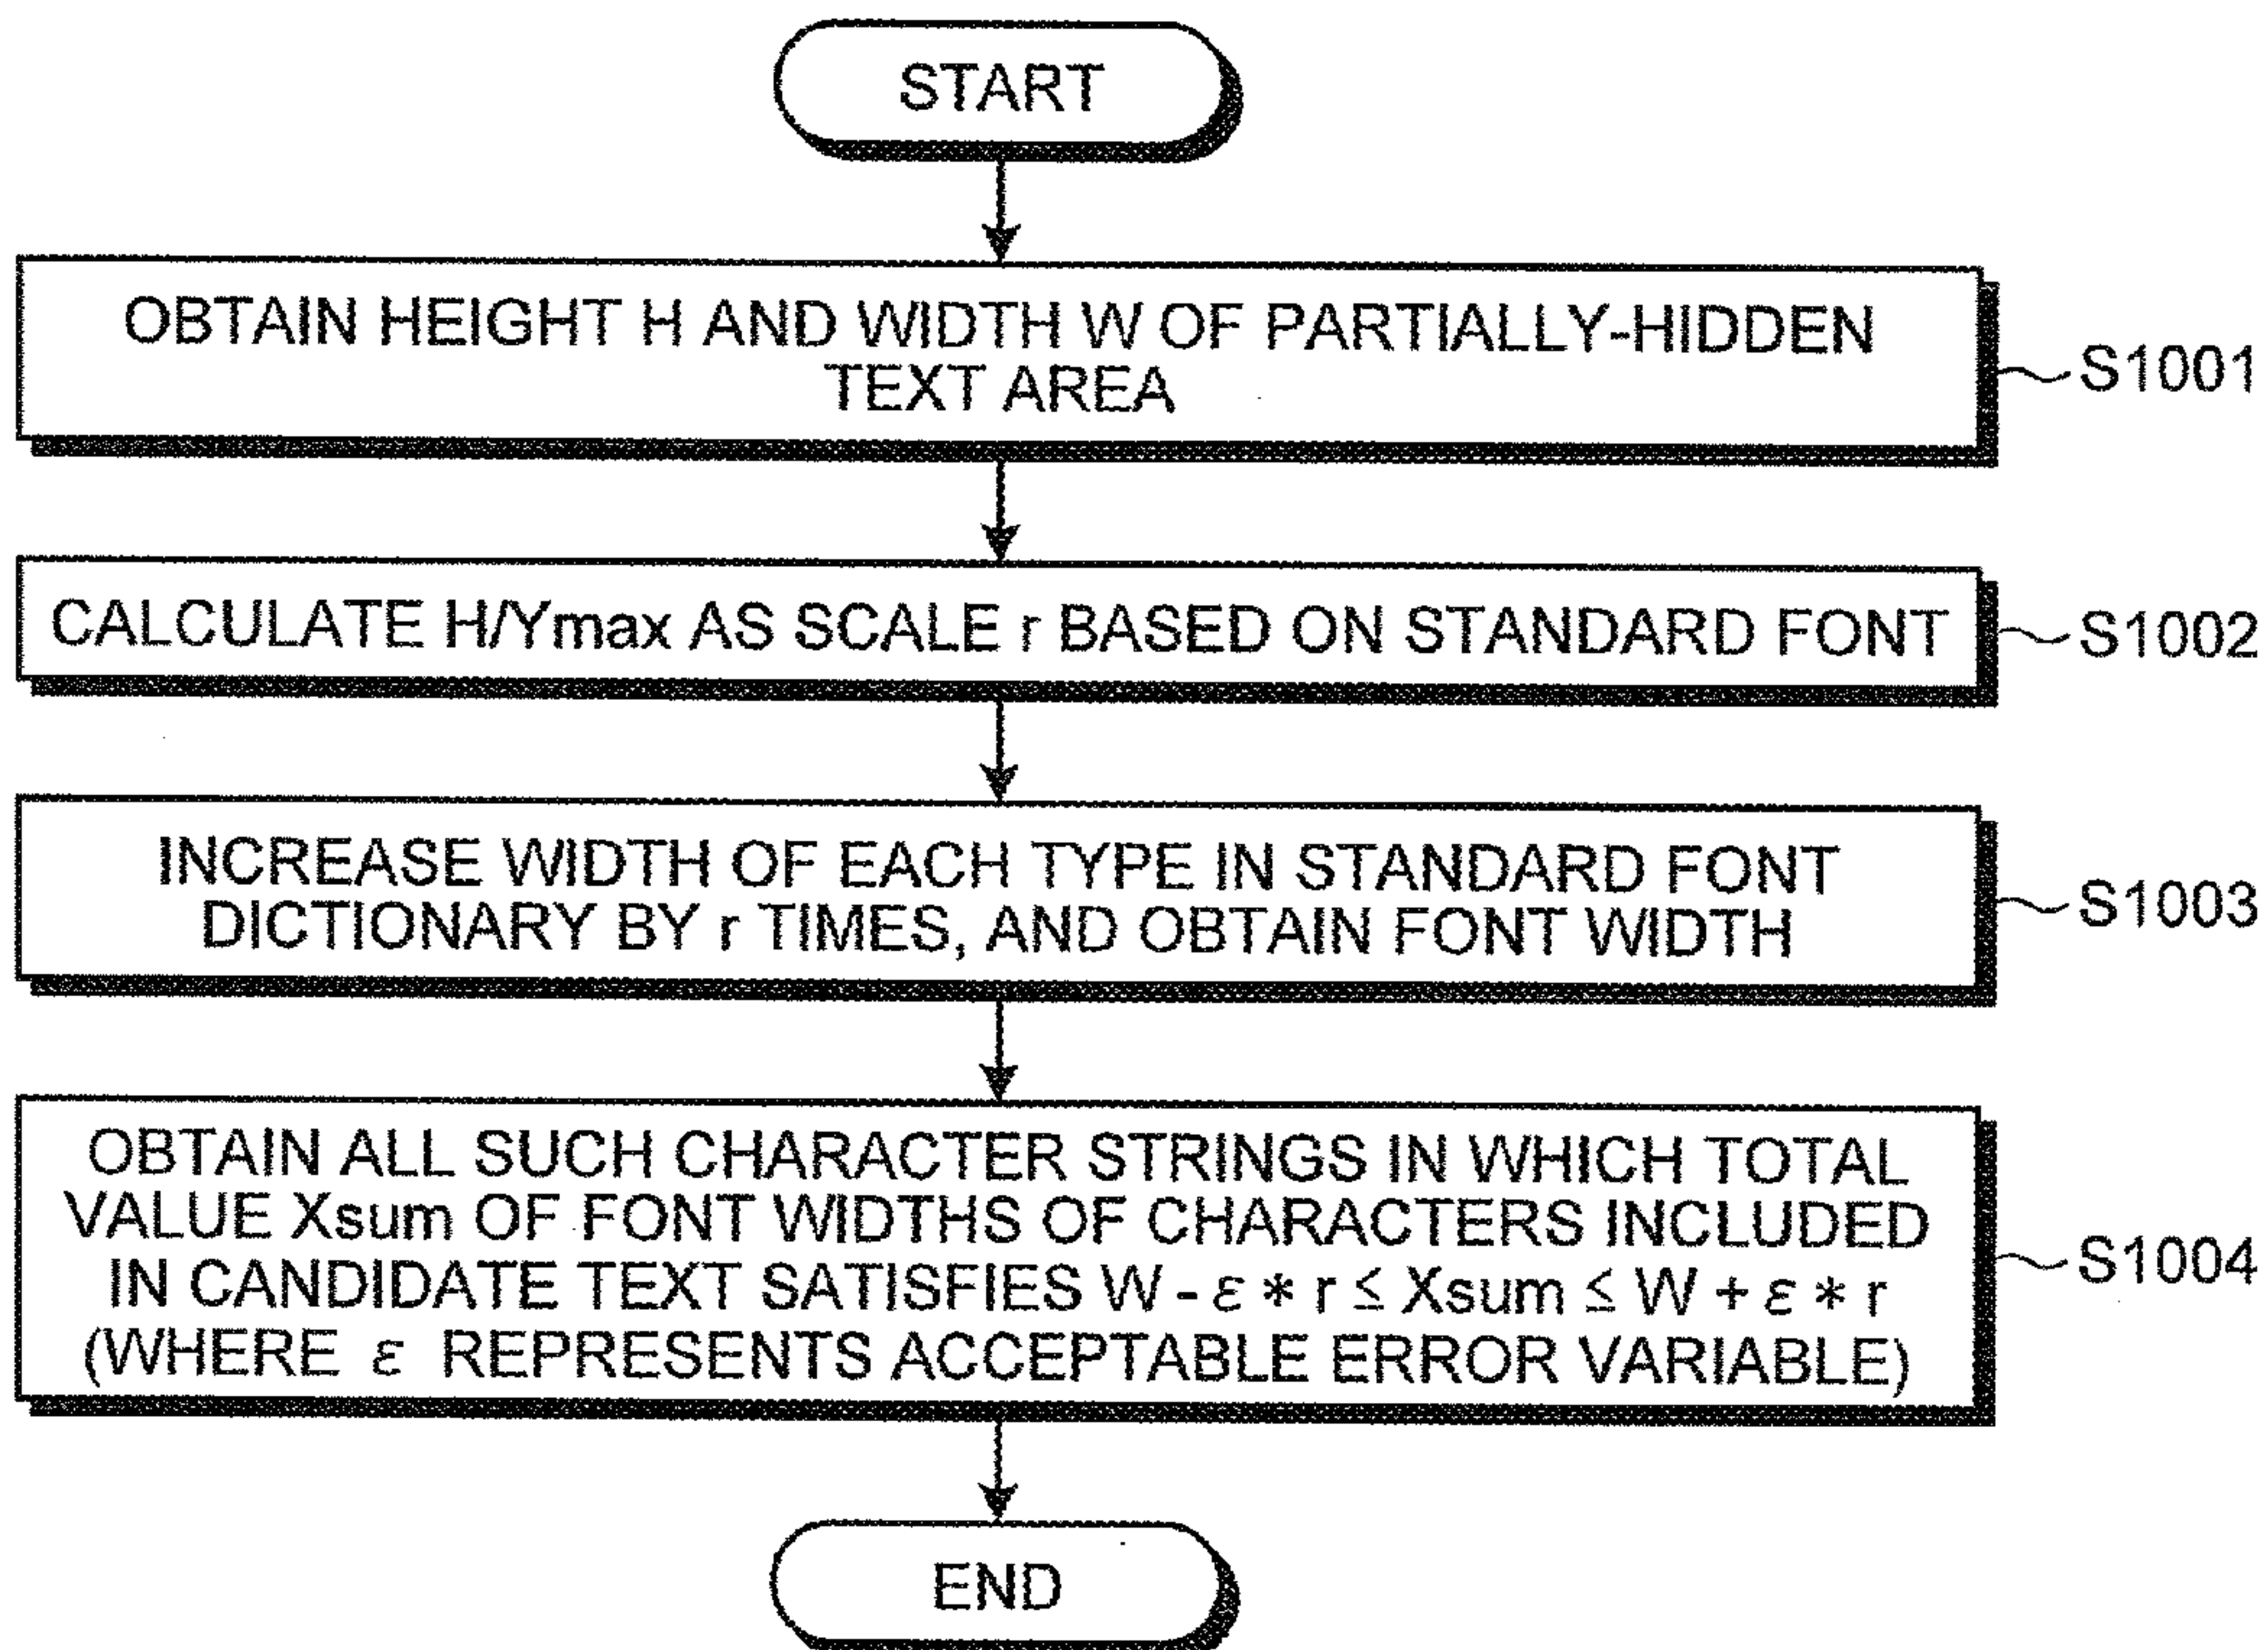 START
OBTAIN HEIGHT H AND WIDTH W OF PARTIALLY-HIDDEN
TEXT AREA
S1001
CALCULATE H/Ymax AS SCALE r BASED ON STANDARD FONT
S1002
INCREASE WIDTH OF EACH TYPE IN STANDARD FONT
DICTIONARY BY r TIMES, AND OBTAIN FONT WIDTH
S1003
OBTAIN ALL SUCH CHARACTER STRINGS IN WHICH TOTAL
VALUE Xsum OF FONT WIDTHS OF CHARACTERS INCLUDED
IN CANDIDATE TEXT SATISFIES W - ε * r ≤ Xsum ≤ W + ε * r
(WHERE ε REPRESENTS ACCEPTABLE ERROR VARIABLE)
S1004
END